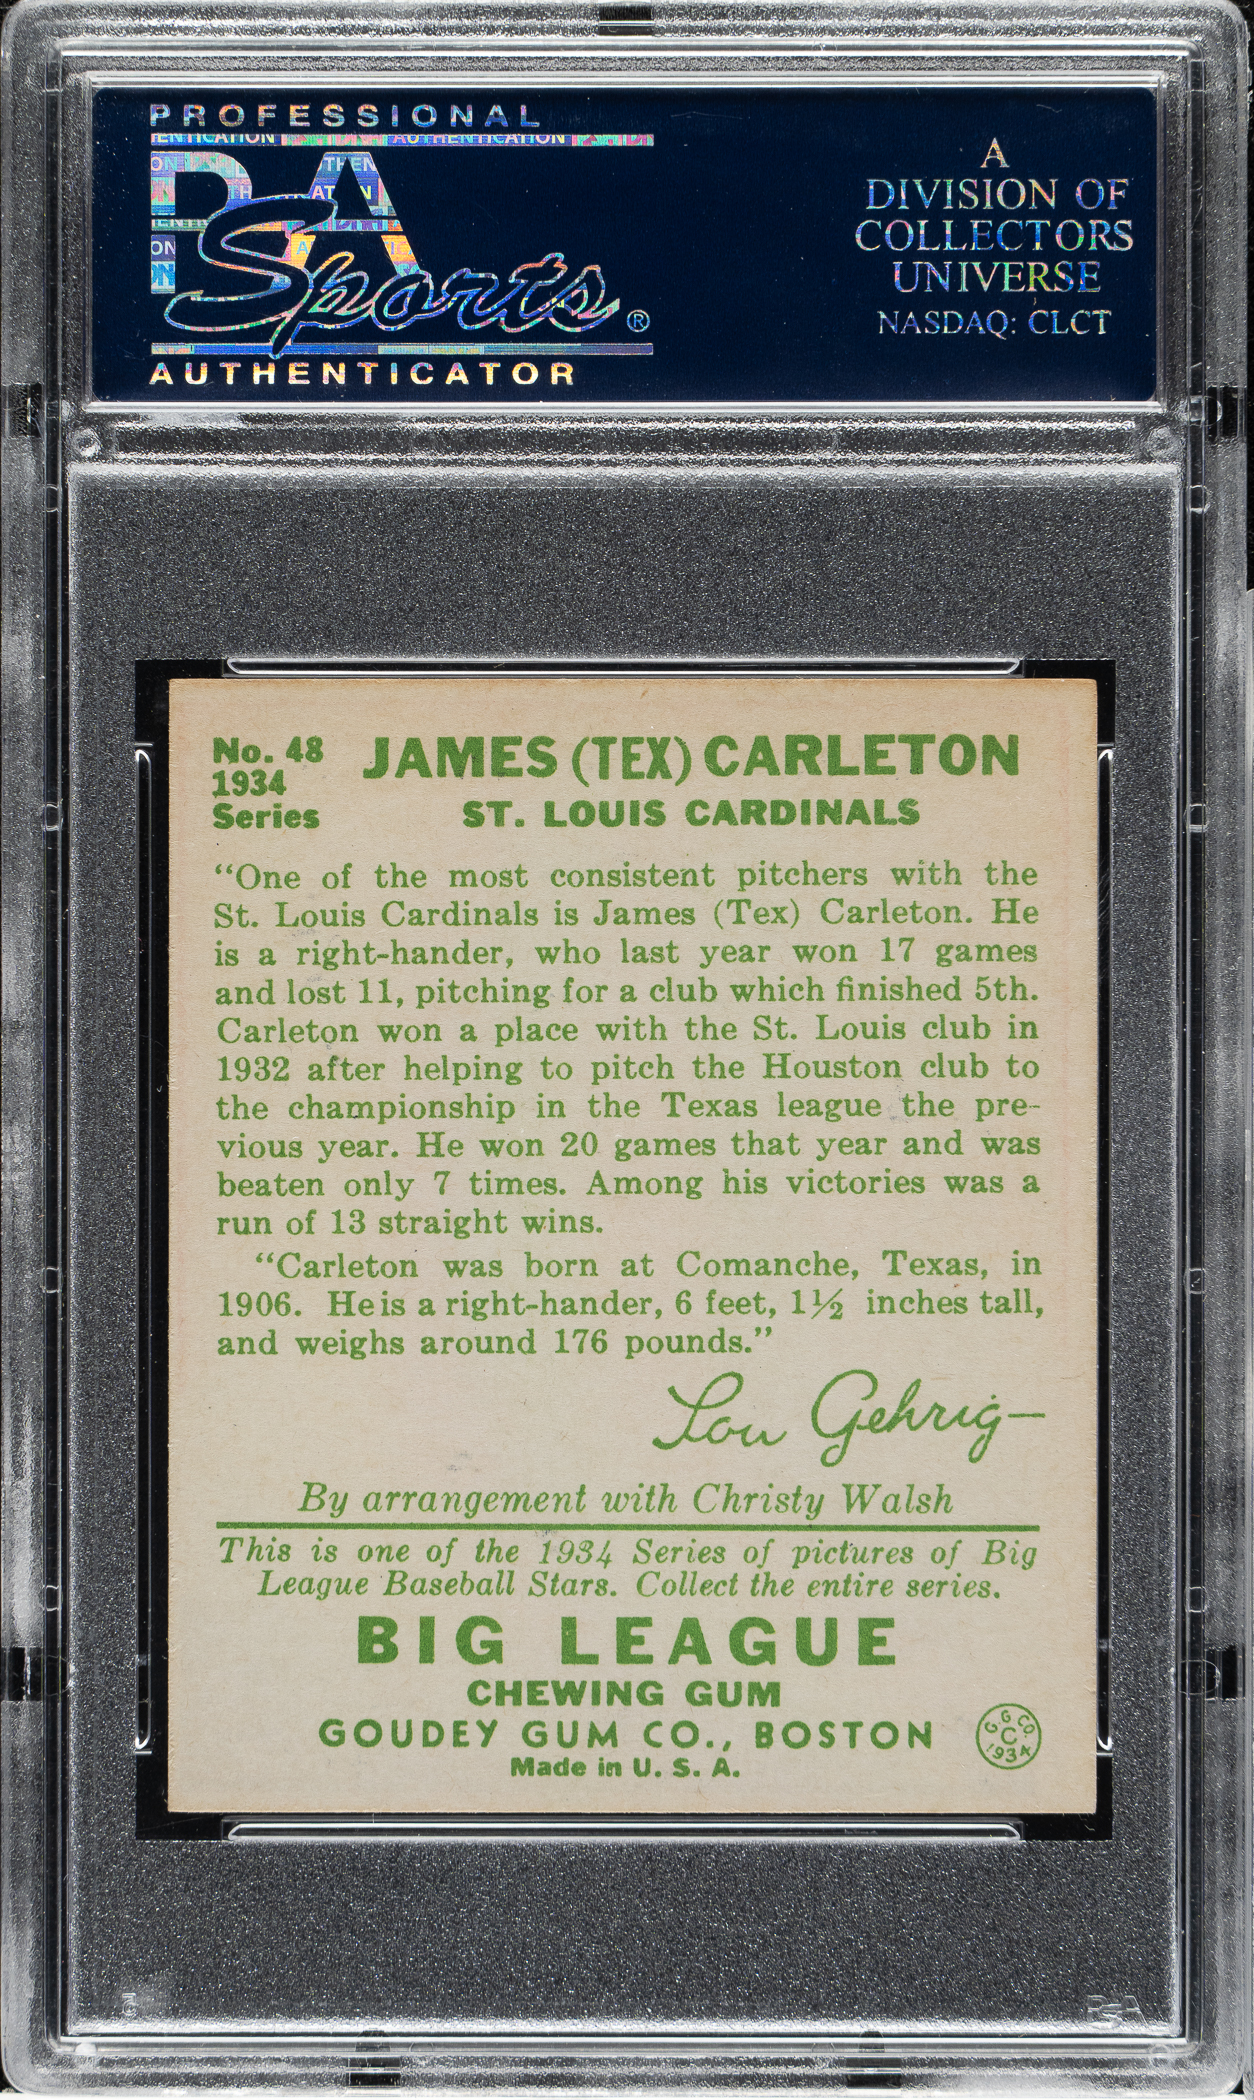 PROFESSIONAL
PSA
Sports®
AUTHENTICATOR
A
DIVISION OF
COLLECTORS
UNIVERSE
NASDAQ: CLCT
No. 48
1934
Series
JAMES (TEX) CARLETON
ST. LOUIS CARDINALS
“One of the most consistent pitchers with the
St. Louis Cardinals is James (Tex) Carleton. He
is a right-hander, who last year won 17 games
and lost 11, pitching for a club which finished 5th.
Carleton won a place with the St. Louis club in
1932 after helping to pitch the Houston club to
the championship in the Texas league the pre-
vious year. He won 20 games that year and was
beaten only 7 times. Among his victories was a
run of 13 straight wins.
“Carleton was born at Comanche, Texas, in
1906. He is a right-hander, 6 feet, 1½ inches tall,
and weighs around 176 pounds.”
Lou Gehrig—
By arrangement with Christy Walsh
This is one of the 1934 Series of pictures of Big
League Baseball Stars. Collect the entire series.
BIG LEAGUE
CHEWING GUM
GOUDEY GUM CO., BOSTON
Made in U. S. A.
G. G. CO.
C
1934
PSA